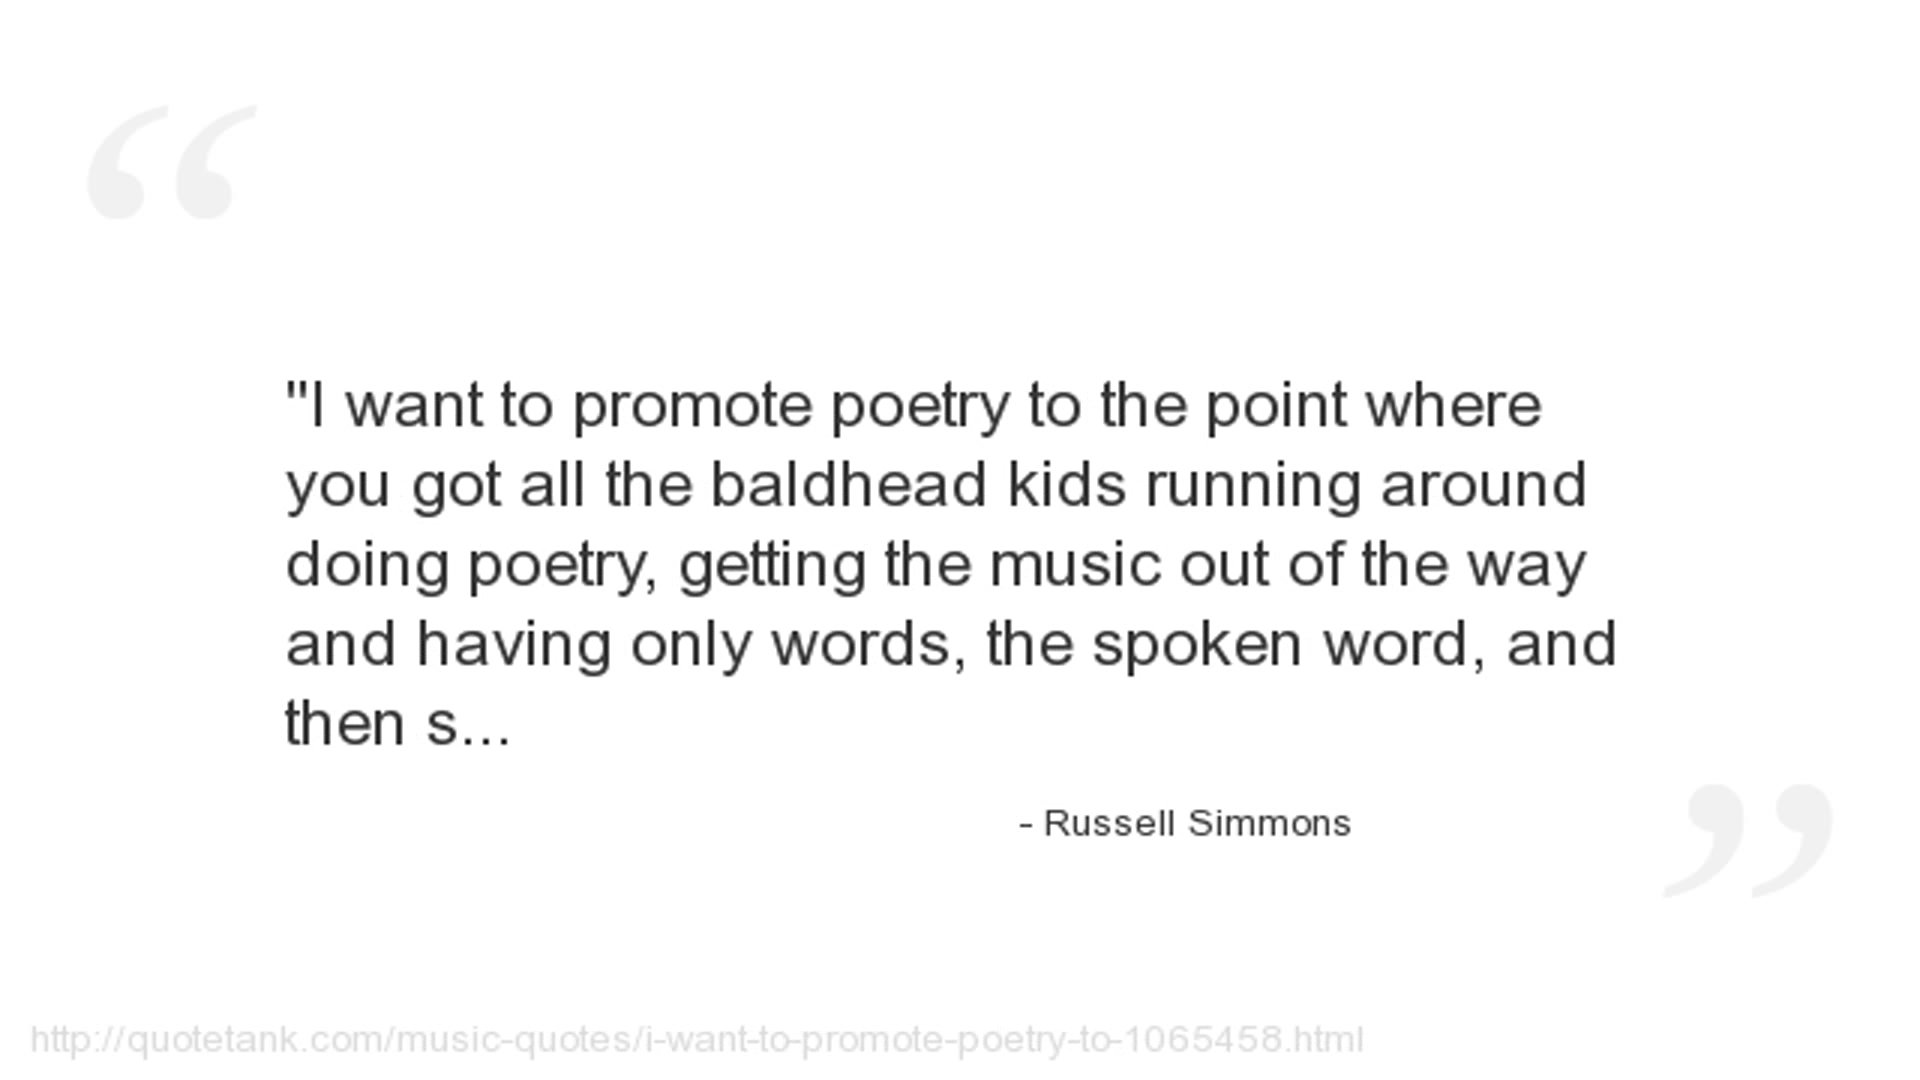 "I want to promote poetry to the point where
you got all the baldhead kids running around
doing poetry, getting the music out of the way
and having only words, the spoken word, and
then s...
- Russell Simmons
http://quotetank.com/music-quotes/i-want-to-promote-poetry-to-1065458.html